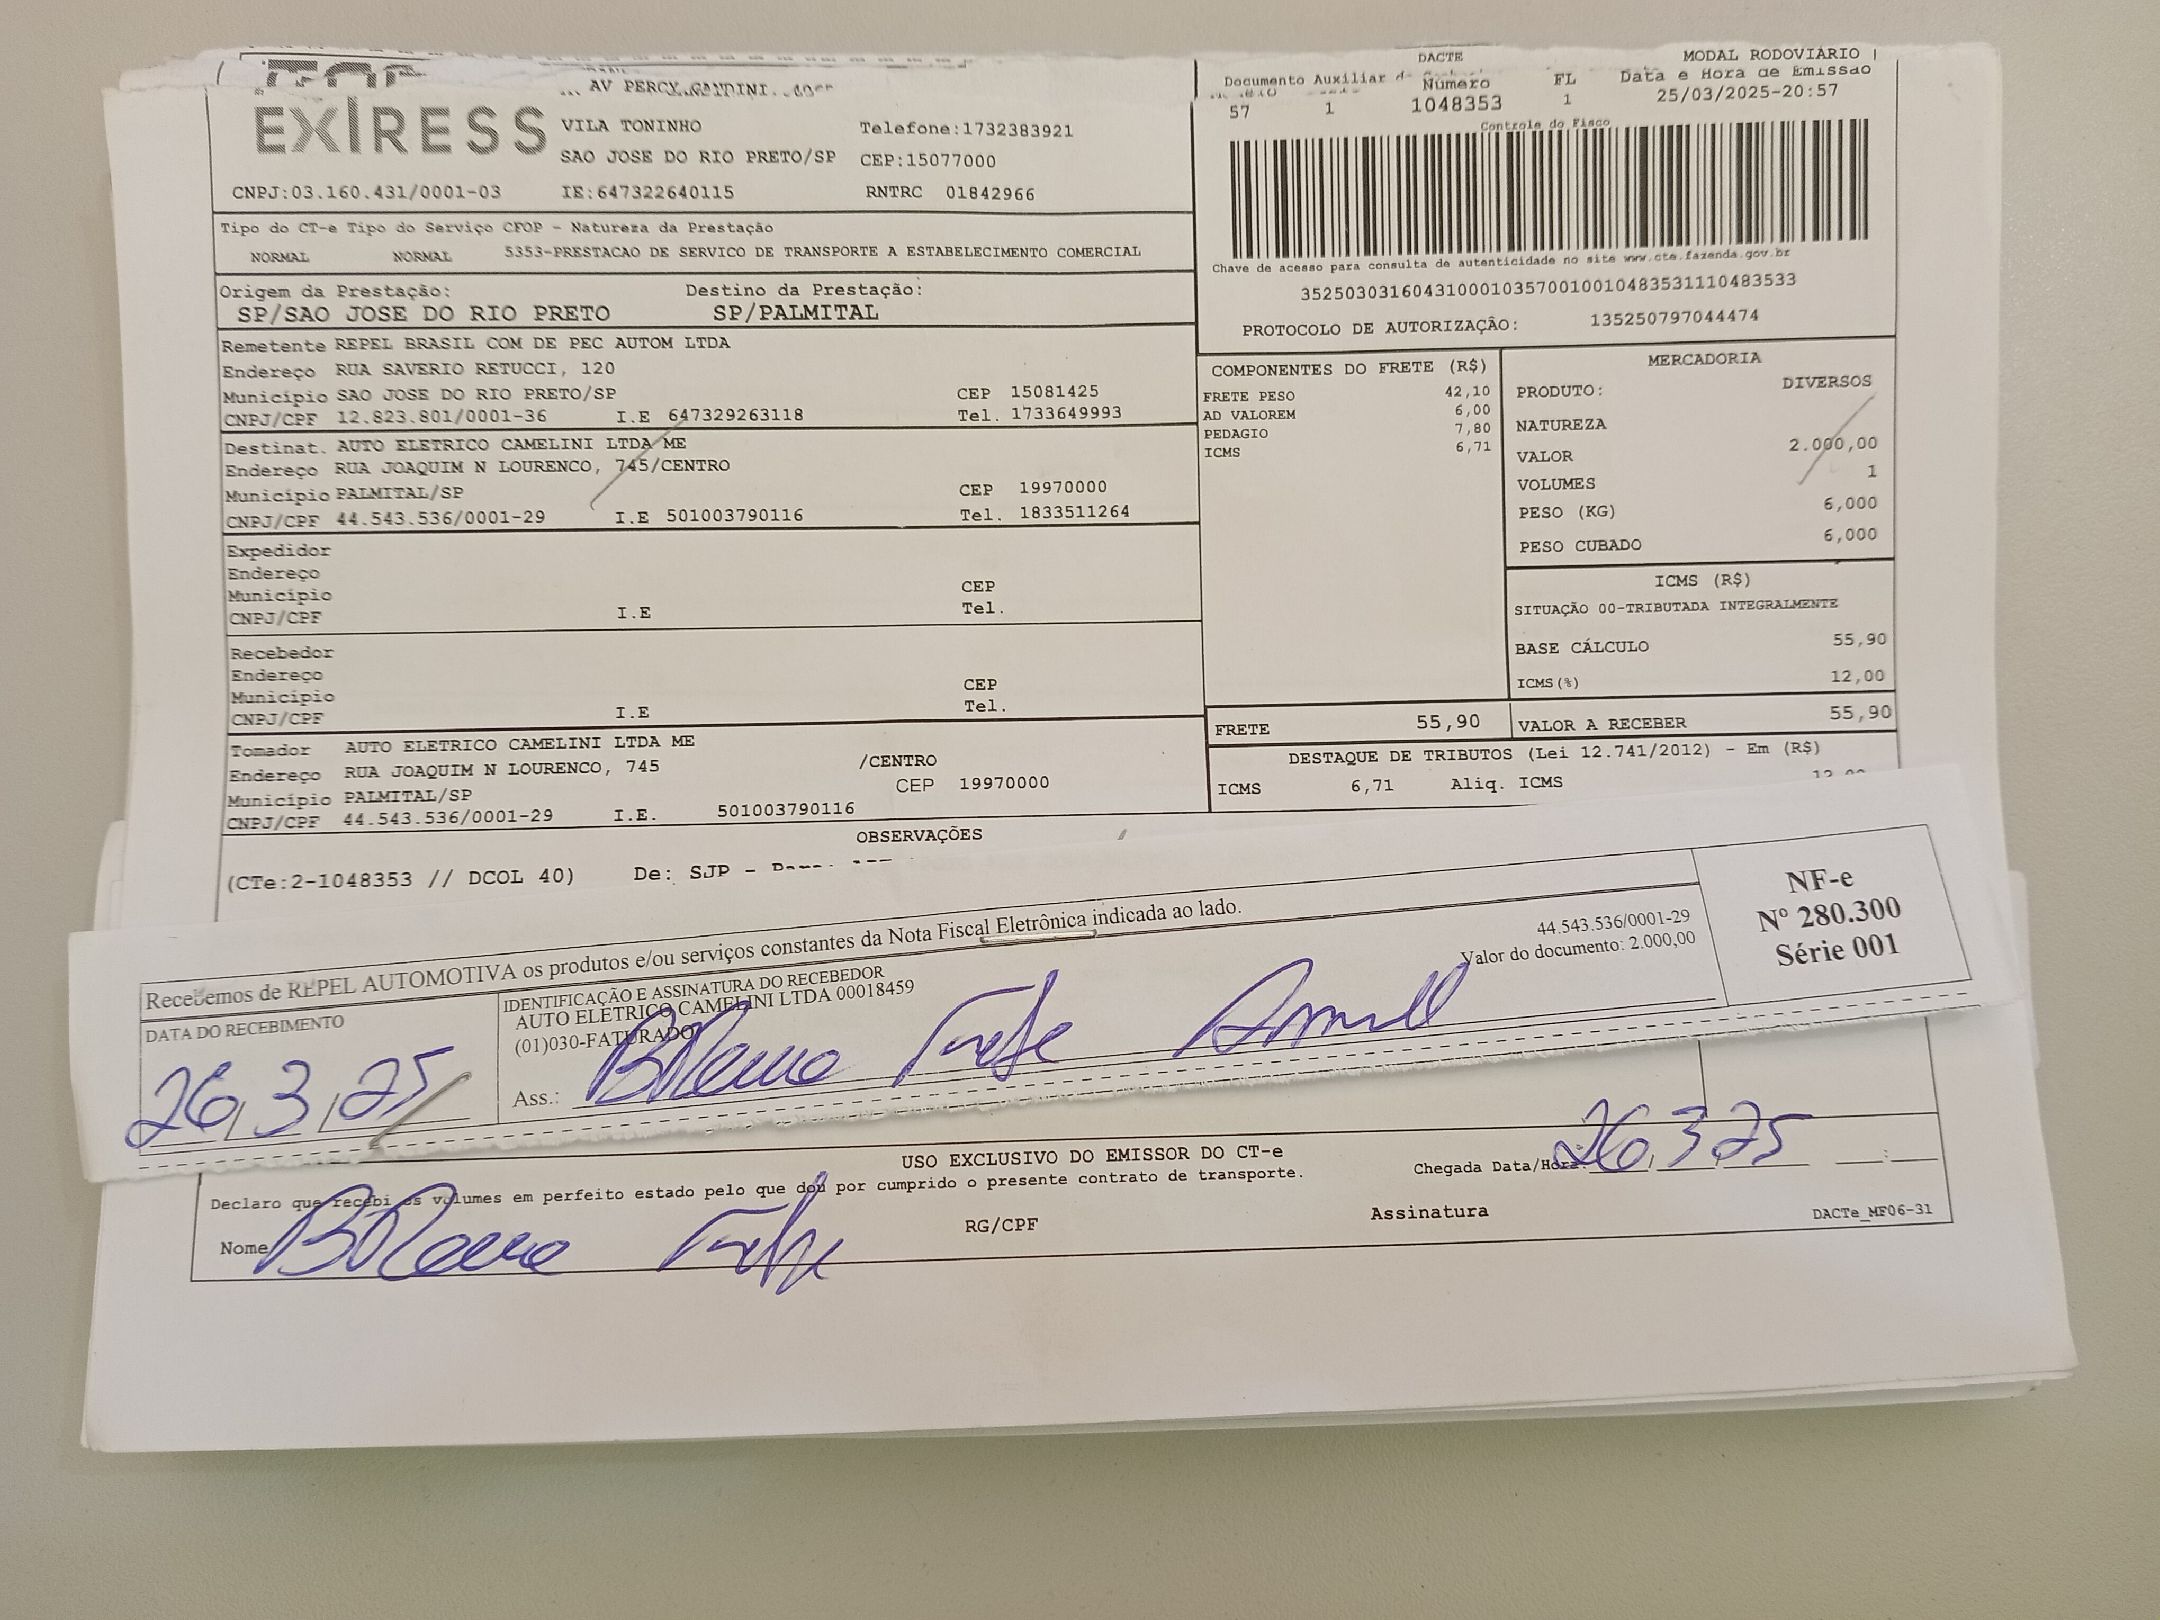 DACTE
MODAL RODOVIÁRIO
AV PERCY GANDINI
Documento Auxiliar
Número
FL
Data e Hora de Emissão
57 1 1048353 1 25/03/2025-20:57
EXPRESS
VILA TONINHO Telefone:1732383921
Controle do Fisco
SAO JOSE DO RIO PRETO/SP CEP:15077000
CNPJ:03.160.431/0001-03 IE:647322640115 RNTRC 01842966
Tipo do CT-e Tipo do Serviço CFOP - Natureza da Prestação
NORMAL NORMAL 5353-PRESTACAO DE SERVICO DE TRANSPORTE A ESTABELECIMENTO COMERCIAL
Chave de acesso para consulta de autenticidade no site www.cte.fazenda.gov.br
35250303160431000103570010010483531110483533
PROTOCOLO DE AUTORIZAÇÃO: 135250797044474
Origem da Prestação: Destino da Prestação:
SP/SAO JOSE DO RIO PRETO SP/PALMITAL
Remetente REPEL BRASIL COM DE PEC AUTOM LTDA
Endereço RUA SAVERIO RETUCCI, 120
Município SAO JOSE DO RIO PRETO/SP CEP 15081425
CNPJ/CPF 12.823.801/0001-36 I.E 647329263118 Tel. 1733649993
Destinat. AUTO ELETRICO CAMELINI LTDA ME
Endereço RUA JOAQUIM N LOURENCO, 745/CENTRO
Município PALMITAL/SP CEP 19970000
CNPJ/CPF 44.543.536/0001-29 I.E 501003790116 Tel. 1833511264
Expedidor
Endereço
Município CEP
CNPJ/CPF I.E Tel.
Recebedor
Endereço
Município CEP
CNPJ/CPF I.E Tel.
Tomador AUTO ELETRICO CAMELINI LTDA ME
Endereço RUA JOAQUIM N LOURENCO, 745 /CENTRO
Município PALMITAL/SP CEP 19970000
CNPJ/CPF 44.543.536/0001-29 I.E. 501003790116
COMPONENTES DO FRETE (R$)
FRETE PESO 42,10
AD VALOREM 6,00
PEDAGIO 7,80
ICMS 6,71
MERCADORIA
PRODUTO: DIVERSOS
NATUREZA
VALOR 2.000,00
VOLUMES 1
PESO (KG) 6,000
PESO CUBADO 6,000
ICMS (R$)
SITUAÇÃO 00-TRIBUTADA INTEGRALMENTE
BASE CÁLCULO 55,90
ICMS(%) 12,00
FRETE 55,90 VALOR A RECEBER 55,90
DESTAQUE DE TRIBUTOS (Lei 12.741/2012) - Em (R$)
ICMS 6,71 Aliq. ICMS 12,00
OBSERVAÇÕES
(CTe:2-1048353 // DCOL 40) De: SJP -
Recebemos de REPEL AUTOMOTIVA os produtos e/ou serviços constantes da Nota Fiscal Eletrônica indicada ao lado.
DATA DO RECEBIMENTO
26,3,25
IDENTIFICAÇÃO E ASSINATURA DO RECEBEDOR
AUTO ELETRICO CAMELINI LTDA 00018459
(01)030-FATURADO
Ass.:
44.543.536/0001-29
Valor do documento: 2.000,00
NF-e
Nº 280.300
Série 001
USO EXCLUSIVO DO EMISSOR DO CT-e
Declaro que recebi os volumes em perfeito estado pelo que dou por cumprido o presente contrato de transporte.
Chegada Data/Hora: 26,3 25
Nome RG/CPF Assinatura
DACTe_MF06-31